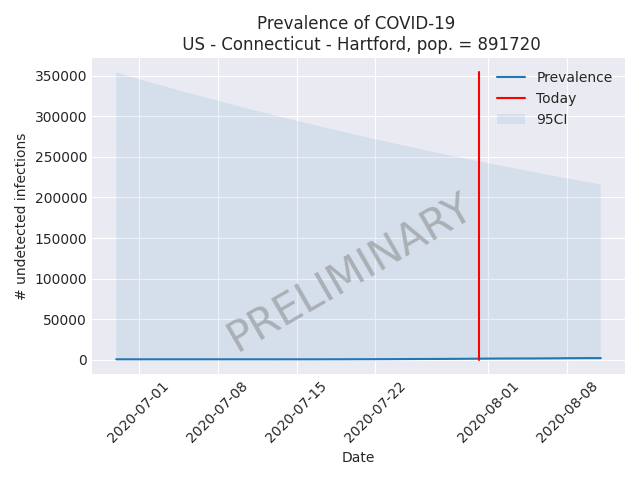 Prevalence of COVID-19
US - Connecticut - Hartford, pop. = 891720
Prevalence
Today
95CI
# undetected infections
350000
300000
250000
200000
150000
100000
50000
0
PRELIMINARY
2020-07-01
2020-07-08
2020-07-15
2020-07-22
2020-08-01
2020-08-08
Date